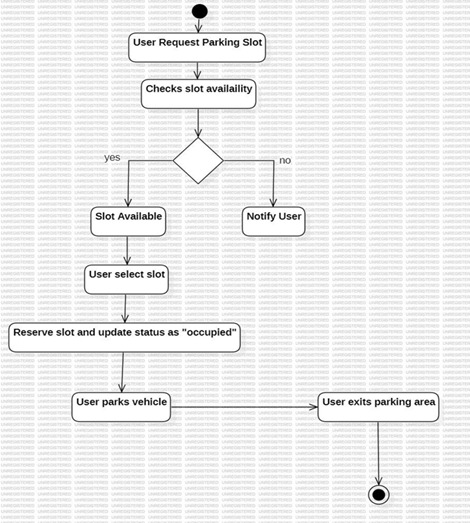 User Request Parking Slot
Checks slot availaility
yes
no
Slot Available
Notify User
User select slot
Reserve slot and update status as "occupied"
User parks vehicle
User exits parking area